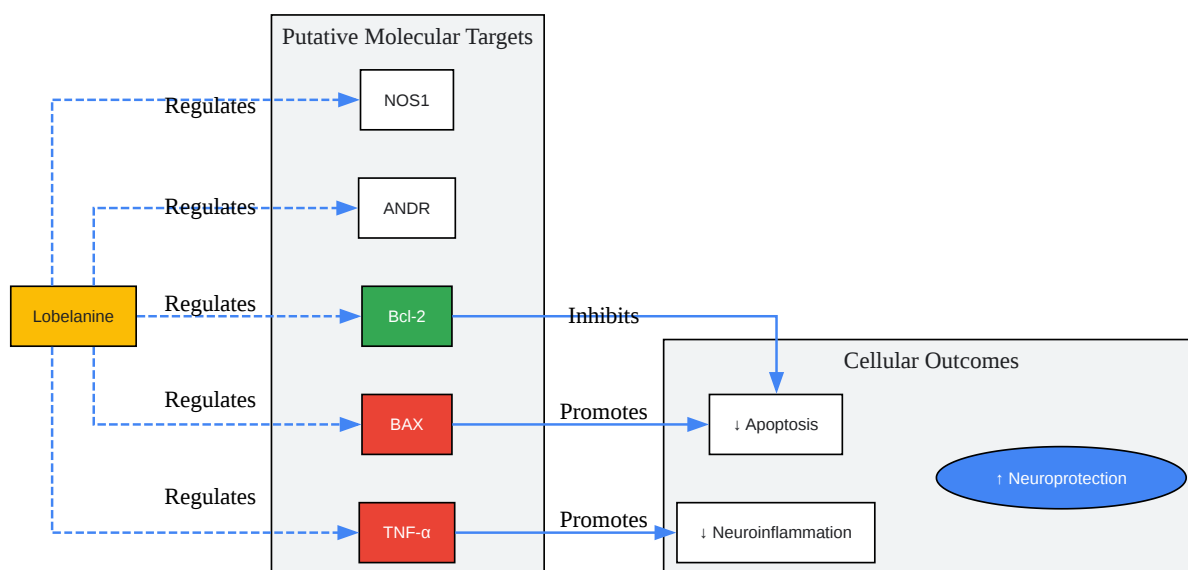 Putative Molecular Targets
Regulates
NOS1
Regulates
ANDR
Lobelanine
Regulates
Bcl-2
Inhibits
Cellular Outcomes
Regulates
BAX
Promotes
↓ Apoptosis
↑ Neuroprotection
Regulates
TNF-α
Promotes
↓ Neuroinflammation